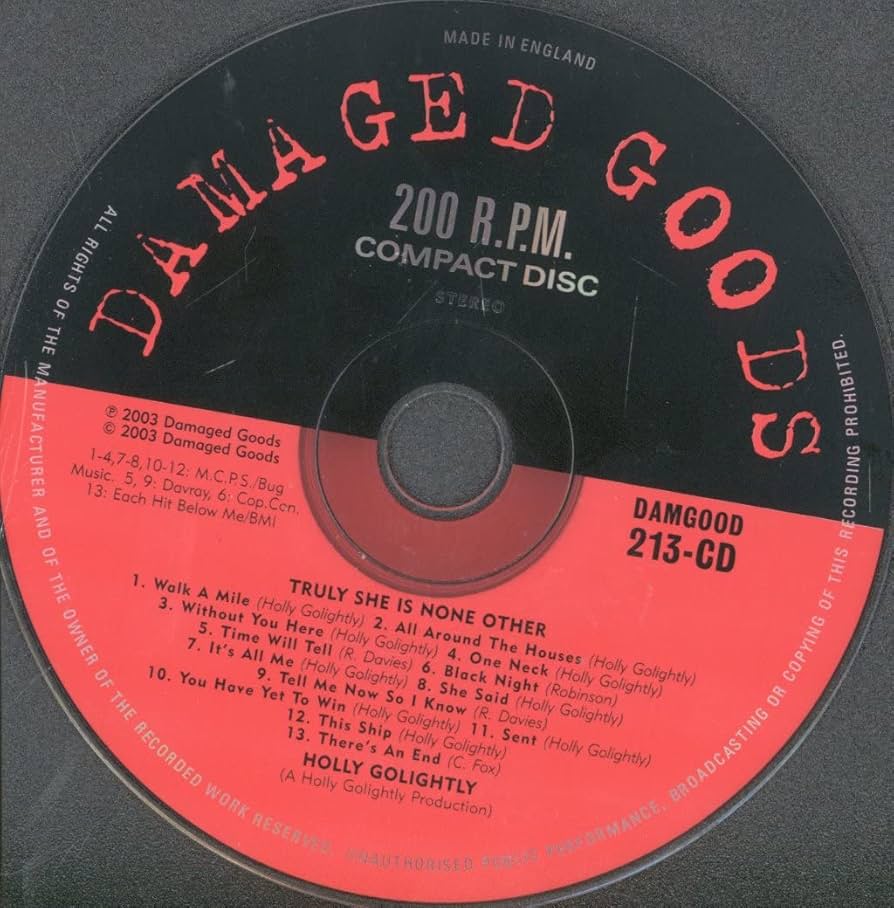 MADE IN ENGLAND
DAMAGED GOODS
200 R.P.M.
COMPACT DISC
STEREO
℗ 2003 Damaged Goods
© 2003 Damaged Goods
1-4,7-8,10-12: M.C.P.S./Bug
Music. 5, 9: Davray, 6: Cop.Con.
13: Each Hit Below Me/BMI
DAMGOOD
213-CD
TRULY SHE IS NONE OTHER
1. Walk A Mile (Holly Golightly) 2. All Around The Houses (Holly Golightly)
3. Without You Here (Holly Golightly) 4. One Neck (Holly Golightly)
5. Time Will Tell (R. Davies) 6. Black Night (Robinson)
7. It's All Me (Holly Golightly) 8. She Said (Holly Golightly)
9. Tell Me Now So I Know (R. Davies)
10. You Have Yet To Win (Holly Golightly) 11. Sent (Holly Golightly)
12. This Ship (Holly Golightly)
13. There's An End (C. Fox)
HOLLY GOLIGHTLY
(A Holly Golightly Production)
ALL RIGHTS OF THE MANUFACTURER AND OF THE OWNER OF THE RECORDED WORK RESERVED. UNAUTHORISED PUBLIC PERFORMANCE, BROADCASTING OR COPYING OF THIS RECORDING PROHIBITED.